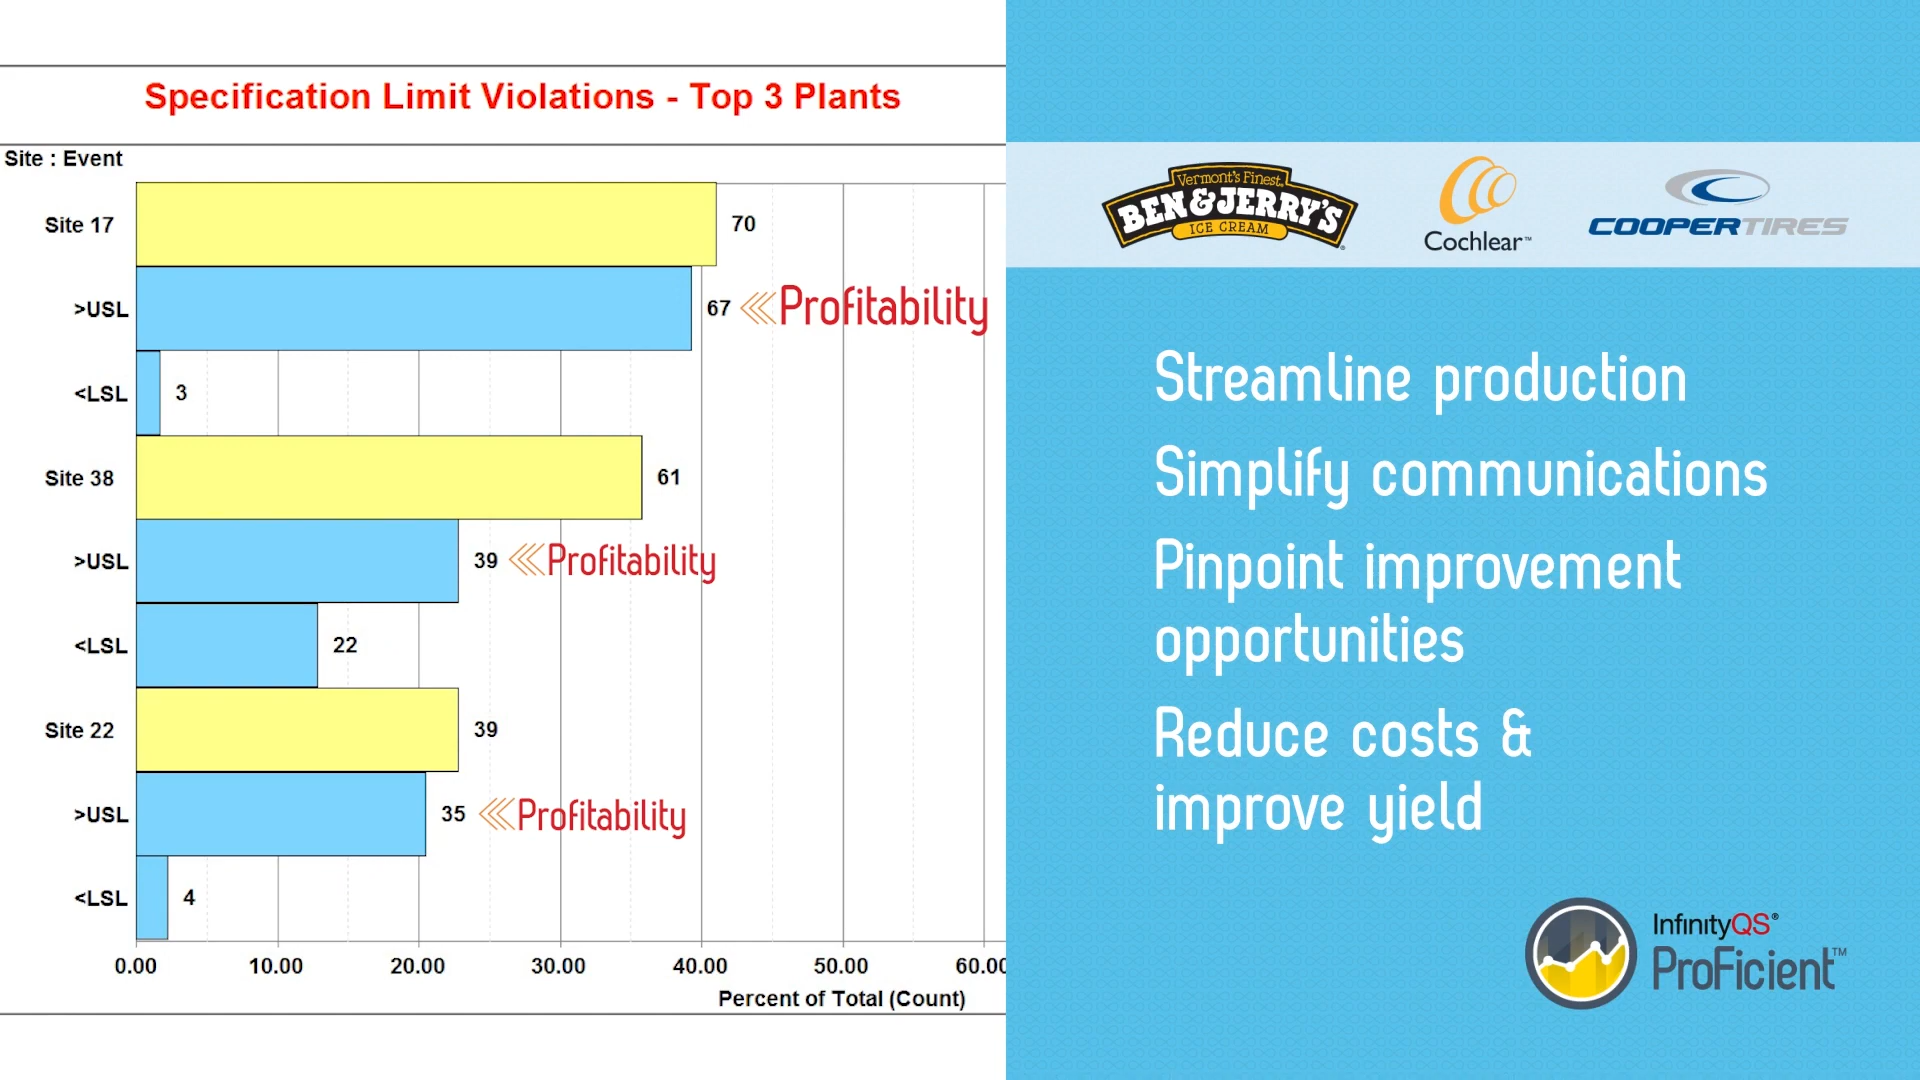 Specification Limit Violations - Top 3 Plants
Site : Event
Site 17
70
>USL
67
Profitability
<LSL
3
Site 38
61
>USL
39
Profitability
<LSL
22
Site 22
39
>USL
35
Profitability
<LSL
4
0.00 10.00 20.00 30.00 40.00 50.00 60.00
Percent of Total (Count)
Vermont's Finest
BEN & JERRY'S
ICE CREAM
Cochlear™
COOPERTIRES
Streamline production
Simplify communications
Pinpoint improvement
opportunities
Reduce costs &
improve yield
InfinityQS®
ProFicient™